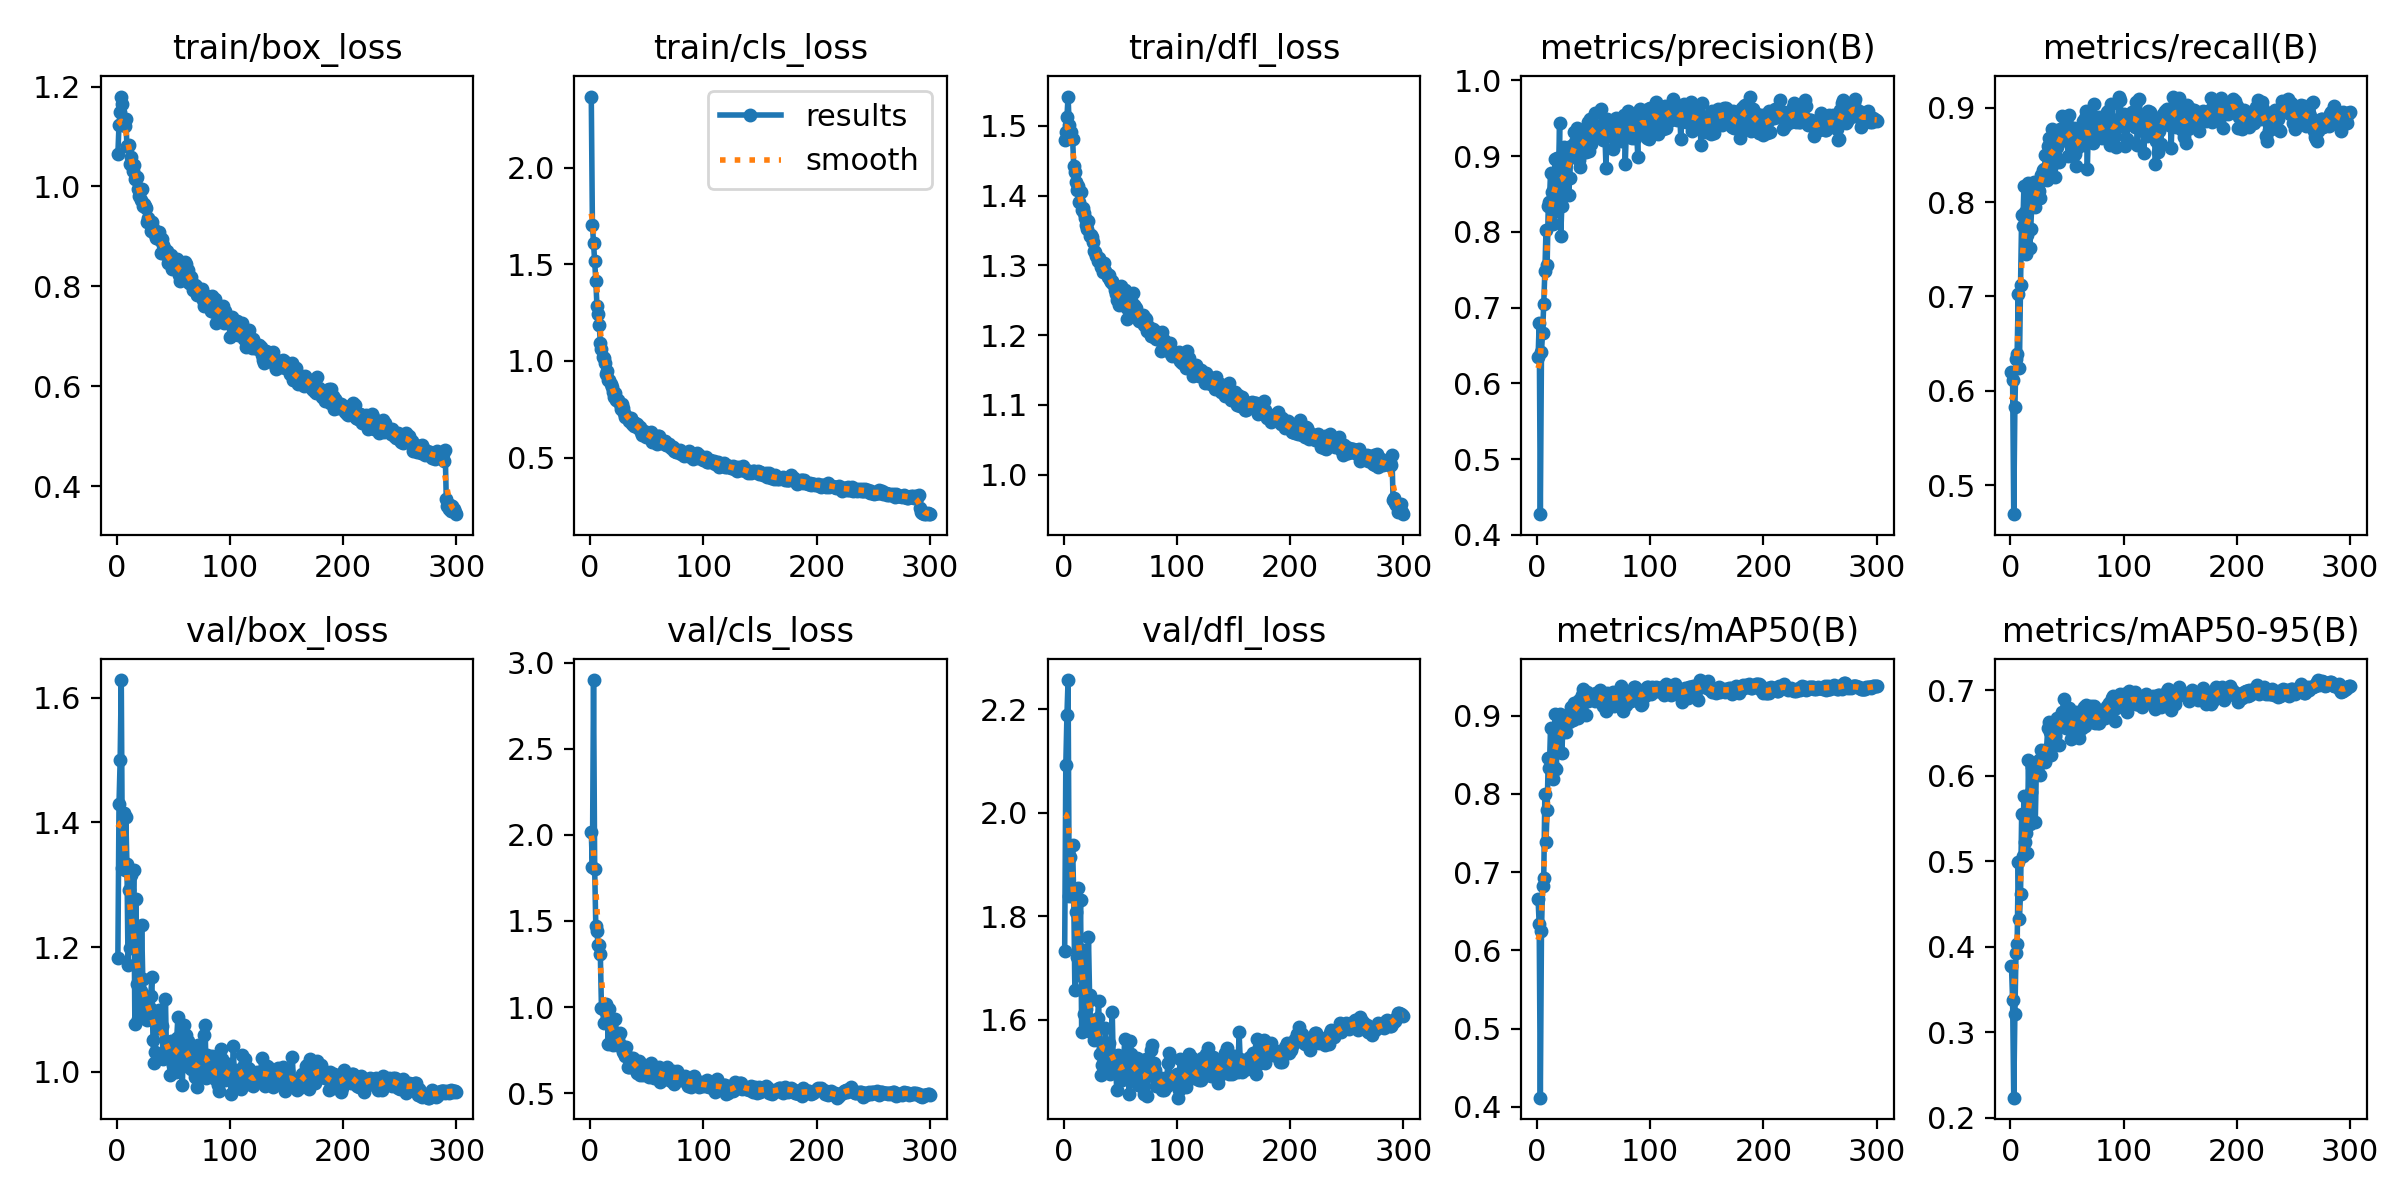 train/box_loss
1.2
1.0
0.8
0.6
0.4
0 100 200 300
train/cls_loss
results
smooth
2.0
1.5
1.0
0.5
0 100 200 300
train/dfl_loss
1.5
1.4
1.3
1.2
1.1
1.0
0 100 200 300
metrics/precision(B)
1.0
0.9
0.8
0.7
0.6
0.5
0.4
0 100 200 300
metrics/recall(B)
0.9
0.8
0.7
0.6
0.5
0 100 200 300
val/box_loss
1.6
1.4
1.2
1.0
0 100 200 300
val/cls_loss
3.0
2.5
2.0
1.5
1.0
0.5
0 100 200 300
val/dfl_loss
2.2
2.0
1.8
1.6
0 100 200 300
metrics/mAP50(B)
0.9
0.8
0.7
0.6
0.5
0.4
0 100 200 300
metrics/mAP50-95(B)
0.7
0.6
0.5
0.4
0.3
0.2
0 100 200 300